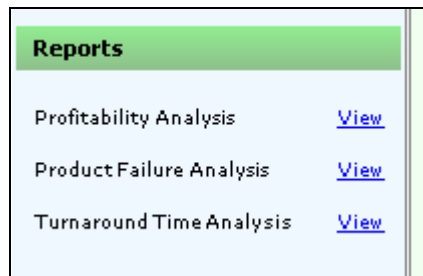 Reports
Profitability Analysis View
Product Failure Analysis View
Turnaround Time Analysis View